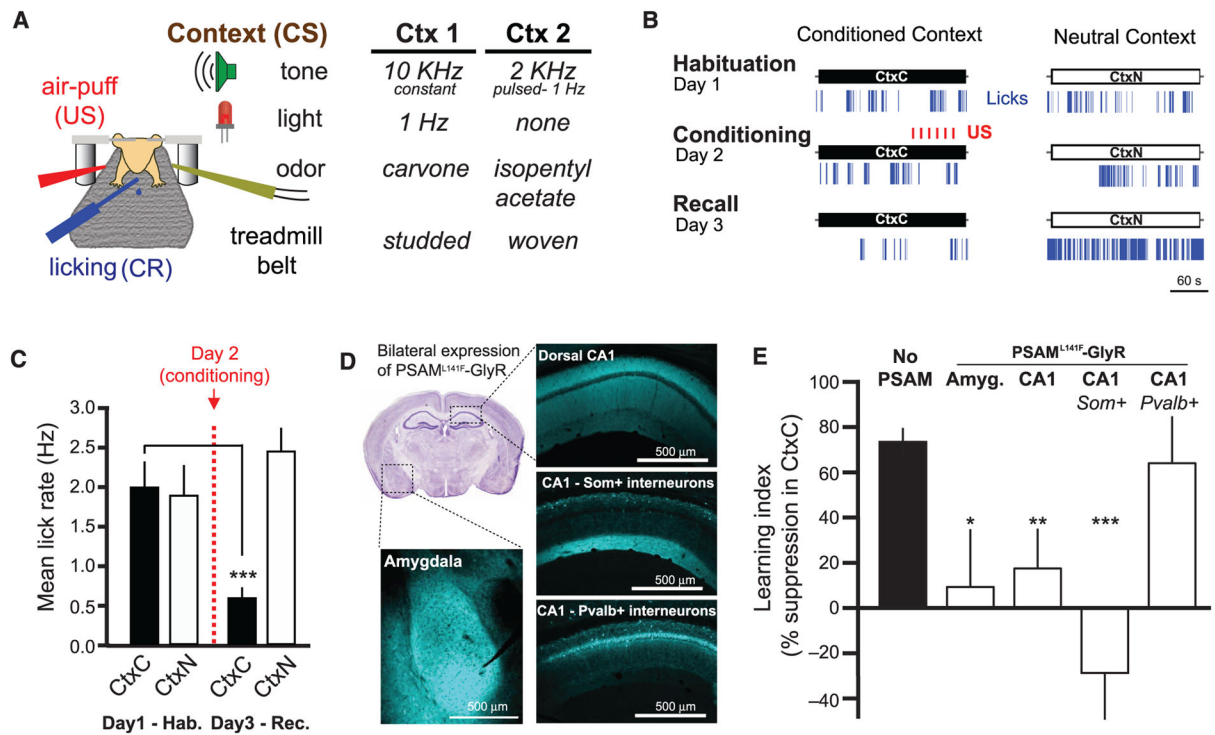 A
Context (CS)
Ctx 1
Ctx 2
air-puff
(US)
tone
10 KHz
constant
2 KHz
pulsed- 1 Hz
light
1 Hz
none
odor
carvone
isopentyl
acetate
treadmill
belt
studded
woven
licking (CR)
B
Conditioned Context
Neutral Context
Habituation
Day 1
CtxC
CtxN
Licks
Conditioning
Day 2
US
CtxC
CtxN
Recall
Day 3
CtxC
CtxN
60 s
C
Day 2
(conditioning)
Mean lick rate (Hz)
3.0
2.5
2.0
1.5
1.0
0.5
0.0
***
CtxC
CtxN
CtxC
CtxN
Day1 - Hab.
Day3 - Rec.
D
Bilateral expression
of PSAM^L141F-GlyR
Dorsal CA1
500 µm
CA1 - Som+ interneurons
500 µm
Amygdala
500 µm
CA1 - Pvalb+ interneurons
500 µm
E
No
PSAM
PSAM^L141F-GlyR
Amyg.
CA1
CA1
Som+
CA1
Pvalb+
Learning index
(% suppression in CtxC)
100
80
60
40
20
0
–20
–40
*
**
***